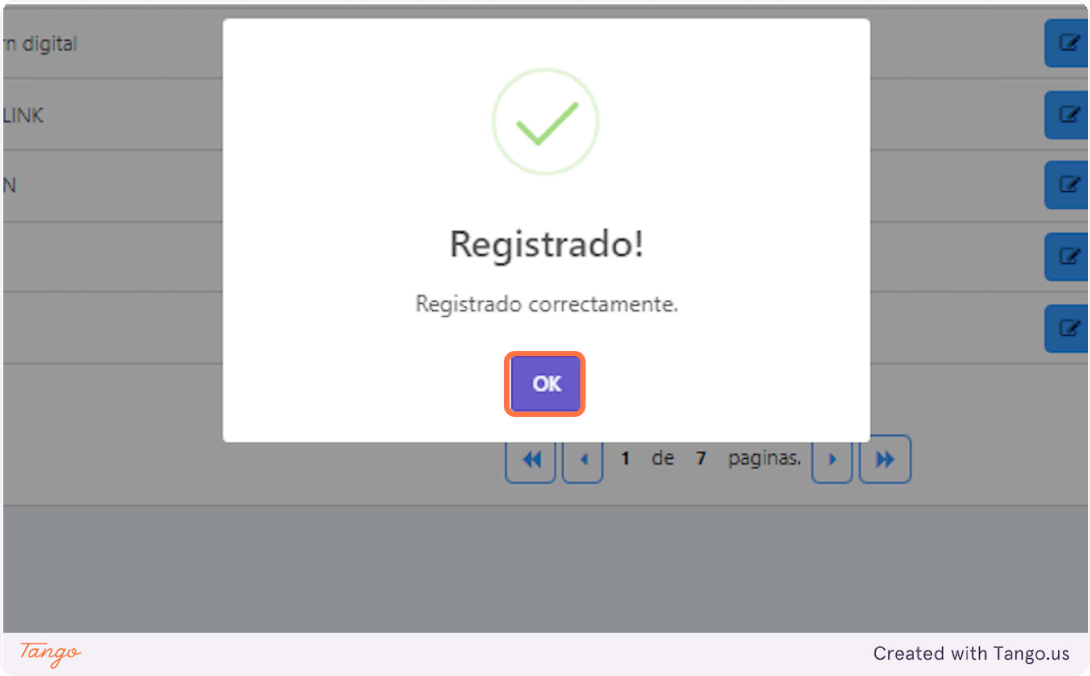 rn digital
LINK
N
Registrado!
Registrado correctamente.
OK
1 de 7 paginas.
Tango
Created with Tango.us